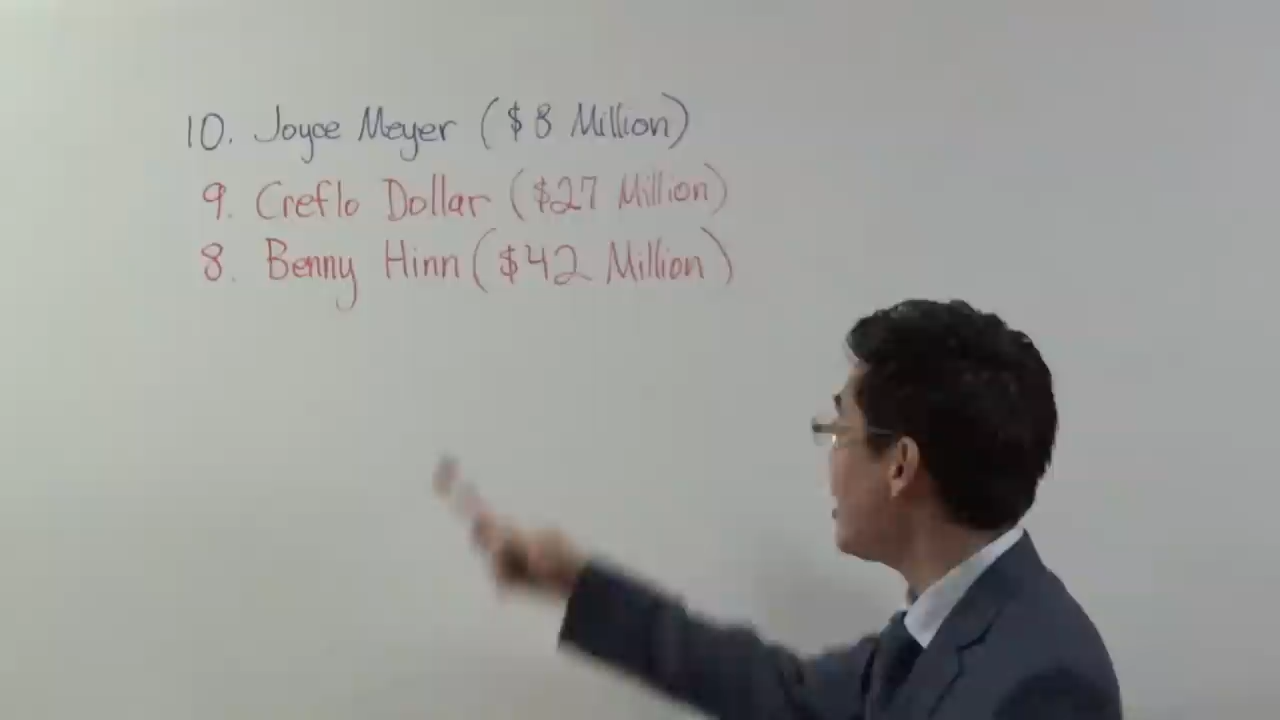 10. Joyce Meyer ($8 Million)
9. Creflo Dollar ($27 Million)
8. Benny Hinn ($42 Million)